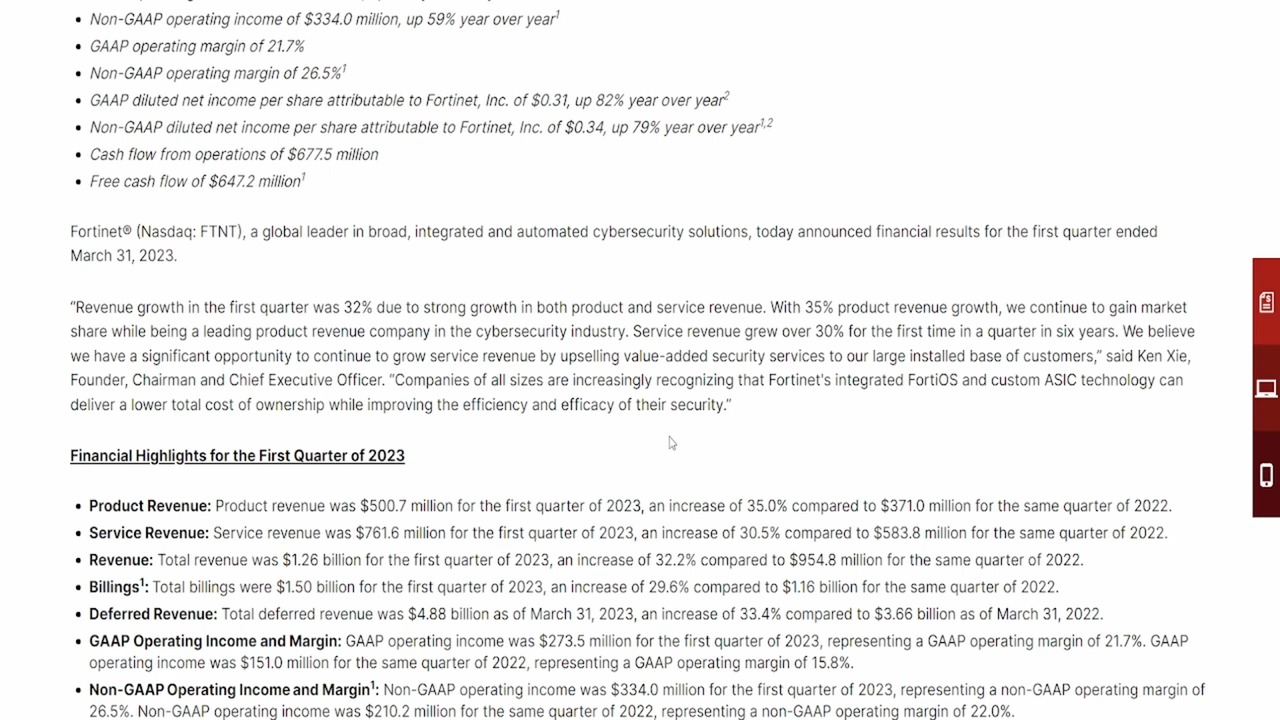 • Non-GAAP operating income of $334.0 million, up 59% year over year¹
• GAAP operating margin of 21.7%
• Non-GAAP operating margin of 26.5%¹
• GAAP diluted net income per share attributable to Fortinet, Inc. of $0.31, up 82% year over year²
• Non-GAAP diluted net income per share attributable to Fortinet, Inc. of $0.34, up 79% year over year¹,²
• Cash flow from operations of $677.5 million
• Free cash flow of $647.2 million¹
Fortinet® (Nasdaq: FTNT), a global leader in broad, integrated and automated cybersecurity solutions, today announced financial results for the first quarter ended
March 31, 2023.
“Revenue growth in the first quarter was 32% due to strong growth in both product and service revenue. With 35% product revenue growth, we continue to gain market
share while being a leading product revenue company in the cybersecurity industry. Service revenue grew over 30% for the first time in a quarter in six years. We believe
we have a significant opportunity to continue to grow service revenue by upselling value-added security services to our large installed base of customers,” said Ken Xie,
Founder, Chairman and Chief Executive Officer. “Companies of all sizes are increasingly recognizing that Fortinet's integrated FortiOS and custom ASIC technology can
deliver a lower total cost of ownership while improving the efficiency and efficacy of their security.”
Financial Highlights for the First Quarter of 2023
• Product Revenue: Product revenue was $500.7 million for the first quarter of 2023, an increase of 35.0% compared to $371.0 million for the same quarter of 2022.
• Service Revenue: Service revenue was $761.6 million for the first quarter of 2023, an increase of 30.5% compared to $583.8 million for the same quarter of 2022.
• Revenue: Total revenue was $1.26 billion for the first quarter of 2023, an increase of 32.2% compared to $954.8 million for the same quarter of 2022.
• Billings¹: Total billings were $1.50 billion for the first quarter of 2023, an increase of 29.6% compared to $1.16 billion for the same quarter of 2022.
• Deferred Revenue: Total deferred revenue was $4.88 billion as of March 31, 2023, an increase of 33.4% compared to $3.66 billion as of March 31, 2022.
• GAAP Operating Income and Margin: GAAP operating income was $273.5 million for the first quarter of 2023, representing a GAAP operating margin of 21.7%. GAAP
operating income was $151.0 million for the same quarter of 2022, representing a GAAP operating margin of 15.8%.
• Non-GAAP Operating Income and Margin¹: Non-GAAP operating income was $334.0 million for the first quarter of 2023, representing a non-GAAP operating margin of
26.5%. Non-GAAP operating income was $210.2 million for the same quarter of 2022, representing a non-GAAP operating margin of 22.0%.